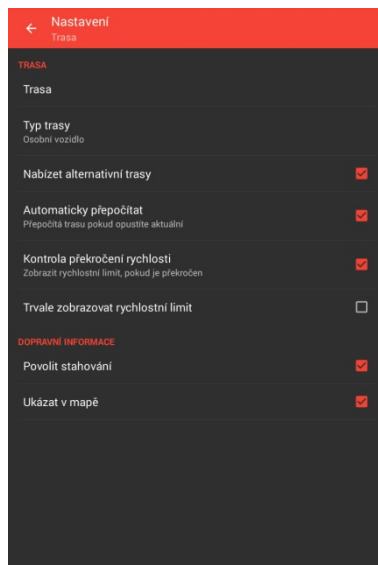 Nastavení
Trasa
TRASA
Trasa
Typ trasy
Osobní vozidlo
Nabízet alternativní trasy
Automaticky přepočítat
Přepočítá trasu pokud opustíte aktuální
Kontrola překročení rychlosti
Zobrazit rychlostní limit, pokud je překročen
Trvale zobrazovat rychlostní limit
DOPRAVNÍ INFORMACE
Povolit stahování
Ukázat v mapě